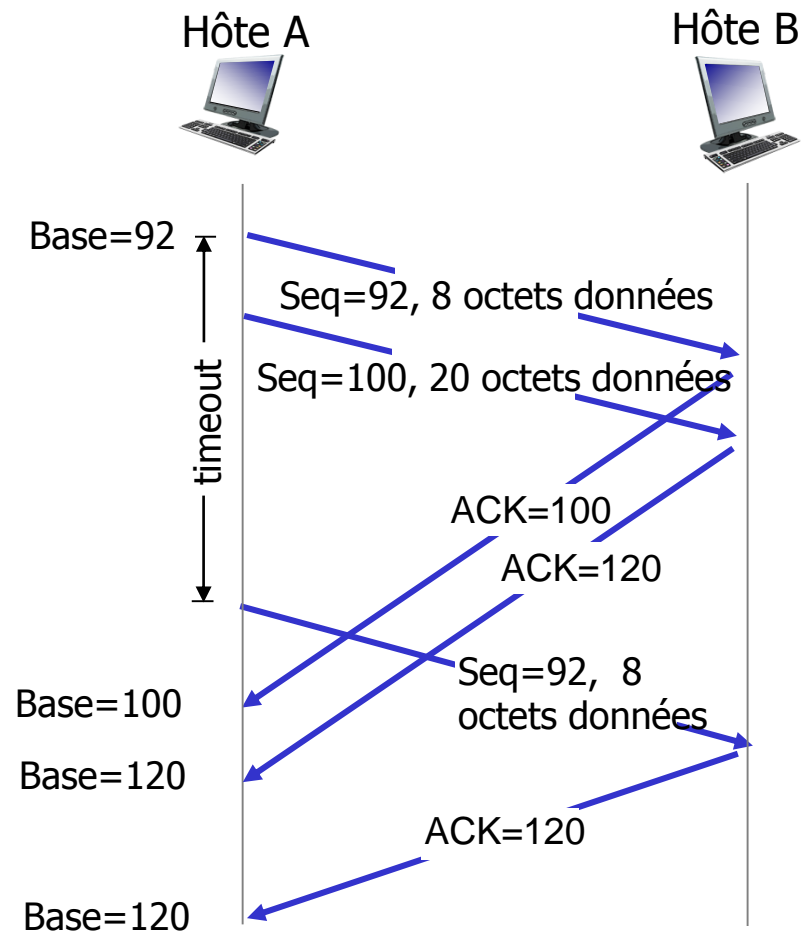 Hôte A
Hôte B
Base=92
Seq=92, 8 octets données
Seq=100, 20 octets données
timeout
ACK=100
ACK=120
Seq=92, 8
octets données
Base=100
Base=120
ACK=120
Base=120